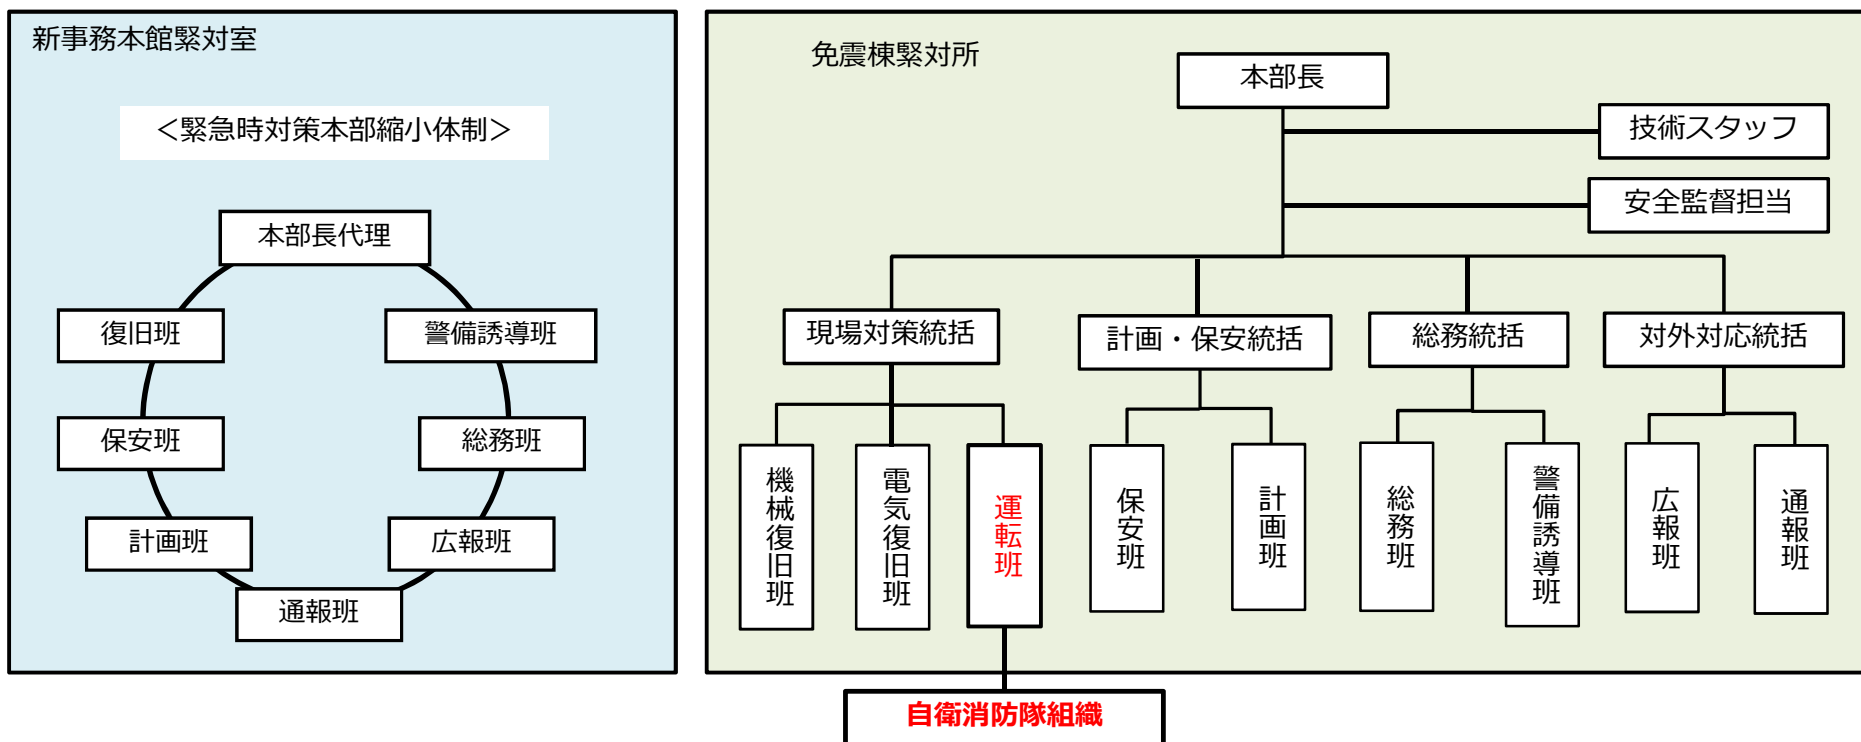 新事務本館緊対室
＜緊急時対策本部縮小体制＞
本部長代理
復旧班
警備誘導班
保安班
総務班
計画班
広報班
通報班
免震棟緊対所
本部長
技術スタッフ
安全監督担当
現場対策統括
計画・保安統括
総務統括
対外対応統括
機械復旧班
電気復旧班
運転班
保安班
計画班
総務班
警備誘導班
広報班
通報班
自衛消防隊組織